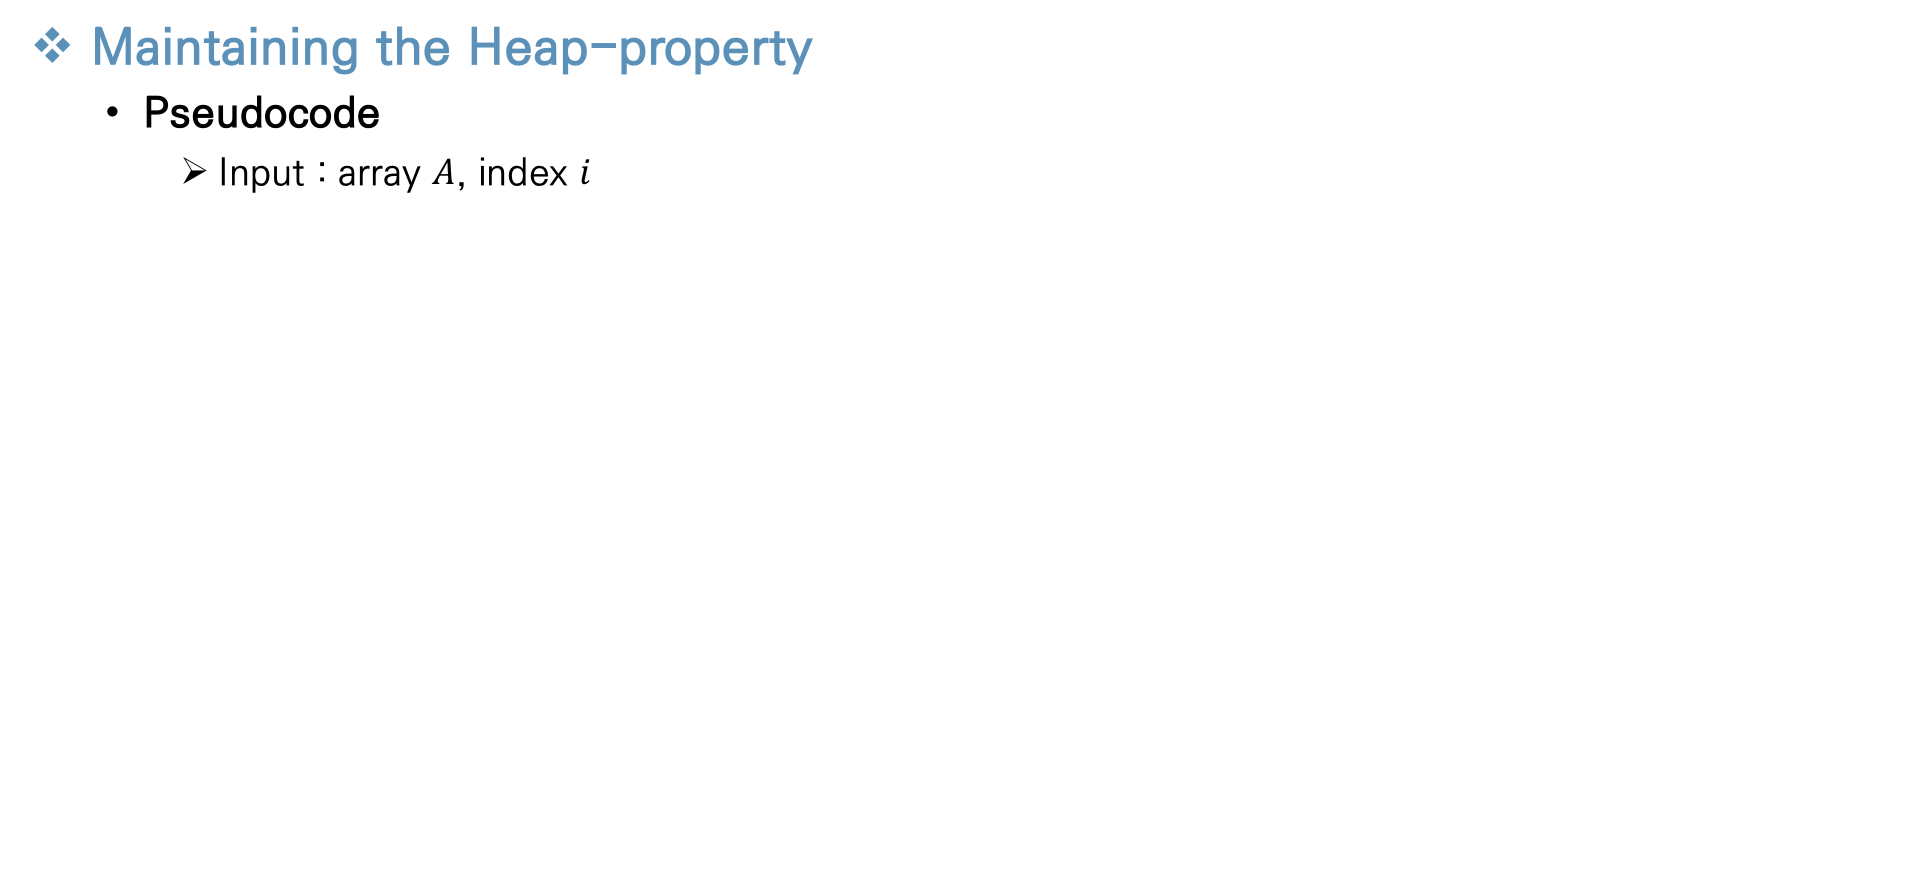 ❖ Maintaining the Heap-property
• Pseudocode
➢ Input : array A, index i